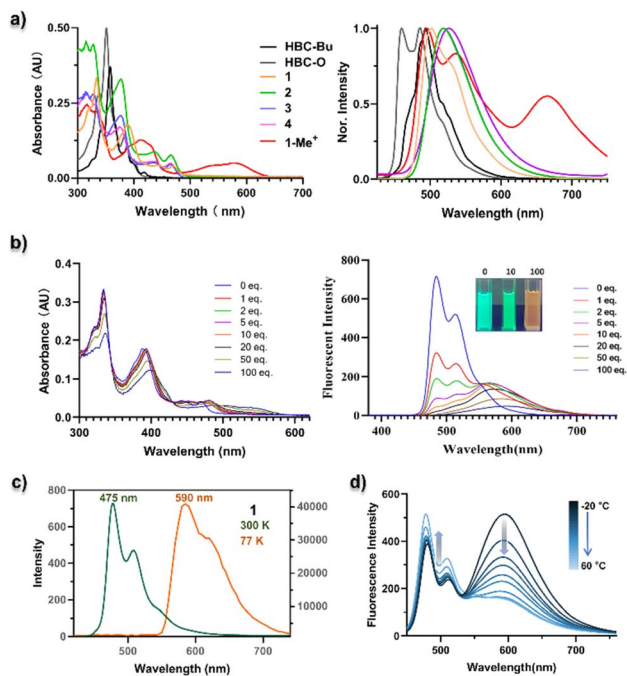 a)
0.50
0.25
0.00
Absorbance (AU)
300 400 500 600 700
Wavelength ( nm)
HBC-Bu
HBC-O
1
2
3
4
1-Me+
1.0
0.8
0.6
0.4
0.2
0.0
Nor. Intensity
500 600 700
Wavelength (nm)
b)
0.4
0.3
0.2
0.1
0.0
Absorbance (AU)
300 400 500 600
Wavelength (nm)
0 eq.
1 eq.
2 eq.
5 eq.
10 eq.
20 eq.
50 eq.
100 eq.
800
600
400
200
0
Fluorescent Intensity
400 500 600 700
Wavelength(nm)
0 10 100
0 eq.
1 eq.
2 eq.
5 eq.
10 eq.
20 eq.
50 eq.
100 eq.
c)
800
600
400
200
0
Intensity
475 nm 590 nm
1
300 K
77 K
40000
30000
20000
10000
500 600 700
Wavelength (nm)
d)
600
400
200
0
Fluorescence Intensity
-20 °C
60 °C
500 600 700
Wavelength(nm)